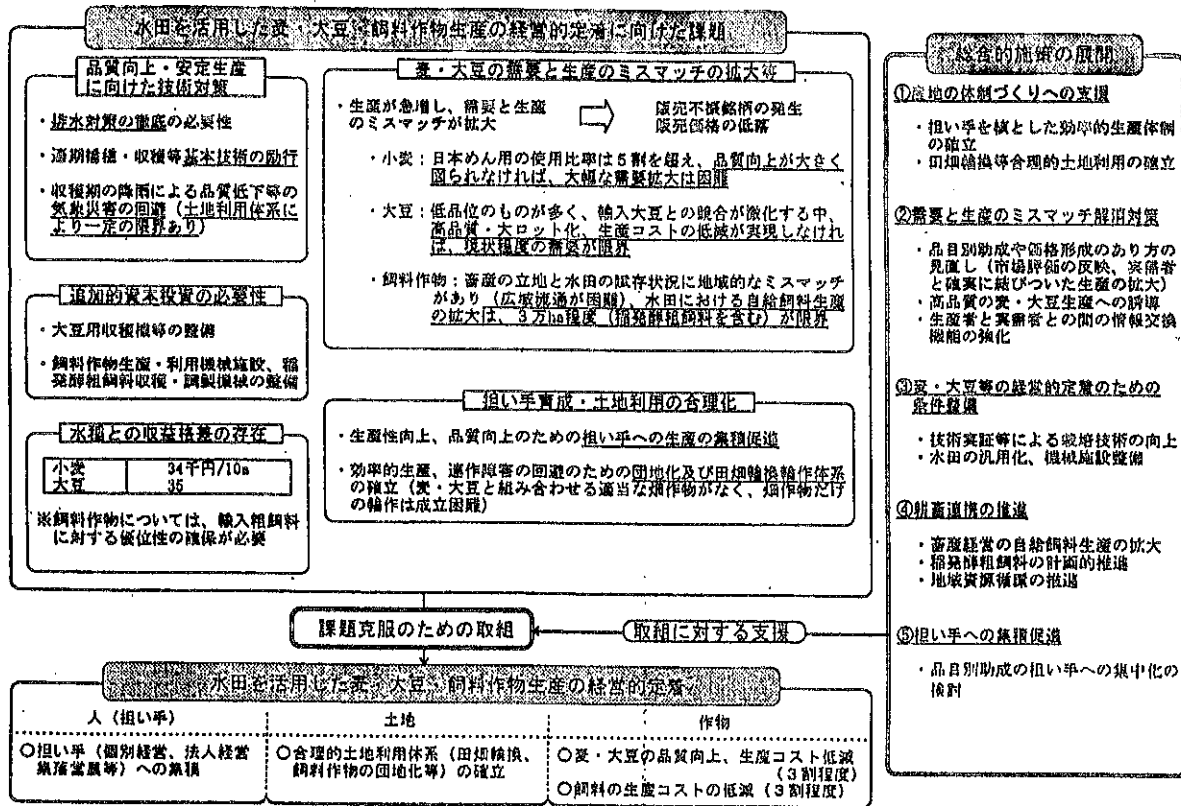 水田を活用した麦・大豆・飼料作物生産の経営的定着に向けた課題
品質向上・安定生産
に向けた技術対策
・排水対策の徹底の必要性
・適期播種・収穫等基本技術の励行
・収穫期の降雨による品質低下等の
気象災害の回避(土地利用体系に
より一定の限界あり)
追加的資本投資の必要性
・大豆用収穫機等の整備
・飼料作物生産・利用機械施設、稲
発酵粗飼料収穫・調製機械の整備
水稲との収益格差の存在
小麦 34千円/10a
大豆 35
※飼料作物については、輸入粗飼料
に対する優位性の確保が必要
麦・大豆の需要と生産のミスマッチの拡大等
・生産が急増し、需要と生産
のミスマッチが拡大
⇨
販売不振銘柄の発生
販売価格の低落
・小麦:日本めん用の使用比率は5割を超え、品質向上が大きく
図られなければ、大幅な需要拡大は困難
・大豆:低品位のものが多く、輸入大豆との競合が激化する中、
高品質・大ロット化、生産コストの低減が実現しなけれ
ば、現状程度の需要が限界
・飼料作物:畜産の立地と水田の賦存状況に地域的なミスマッチ
があり(広域流通が困難)、水田における自給飼料生産
の拡大は、3万ha程度(稲発酵粗飼料を含む)が限界
担い手育成・土地利用の合理化
・生産性向上、品質向上のための担い手への生産の集積促進
・効率的生産、連作障害の回避のための団地化及び田畑輪換輪作体系
の確立(麦・大豆と組み合わせる適当な畑作物がなく、畑作物だけ
の輪作は成立困難)
総合的施策の展開
①産地の体制づくりへの支援
・担い手を核とした効率的生産体制
の確立
・田畑輪換等合理的土地利用の確立
②需要と生産のミスマッチ解消対策
・品目別助成や価格形成のあり方の
見直し(市場評価の反映、実需者
と確実に結びついた生産の拡大)
・高品質の麦・大豆生産への誘導
・生産者と実需者との間の情報交換
機能の強化
③麦・大豆等の経営的定着のための
条件整備
・技術実証等による栽培技術の向上
・水田の汎用化、機械施設整備
④耕畜連携の推進
・畜産経営の自給飼料生産の拡大
・稲発酵粗飼料の計画的推進
・地域資源循環の推進
⑤担い手への集積促進
・品目別助成の担い手への集中化の
検討
課題克服のための取組
取組に対する支援
水田を活用した麦・大豆・飼料作物生産の経営的定着
人(担い手)
土地
作物
○担い手(個別経営、法人経営
集落営農等)への集積
○合理的土地利用体系(田畑輪換、
飼料作物の団地化等)の確立
○麦・大豆の品質向上、生産コスト低減
(3割程度)
○飼料の生産コストの低減(3割程度)